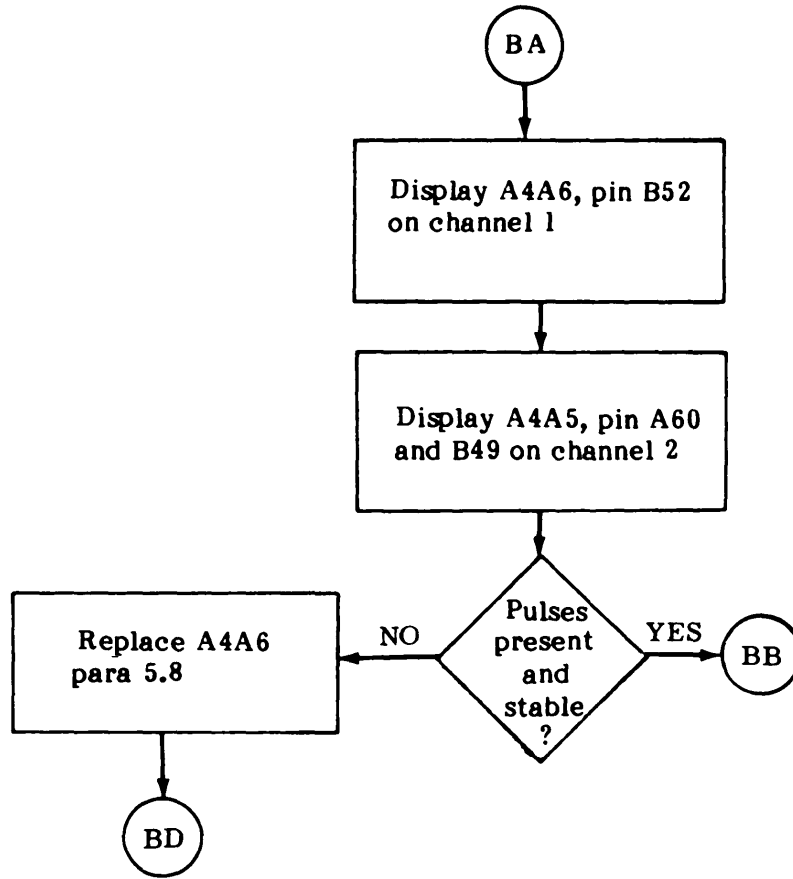 BA
Display A4A6, pin B52
on channel 1
Display A4A5, pin A60
and B49 on channel 2
Pulses
present
and
stable
?
NO
YES
Replace A4A6
para 5.8
BB
BD